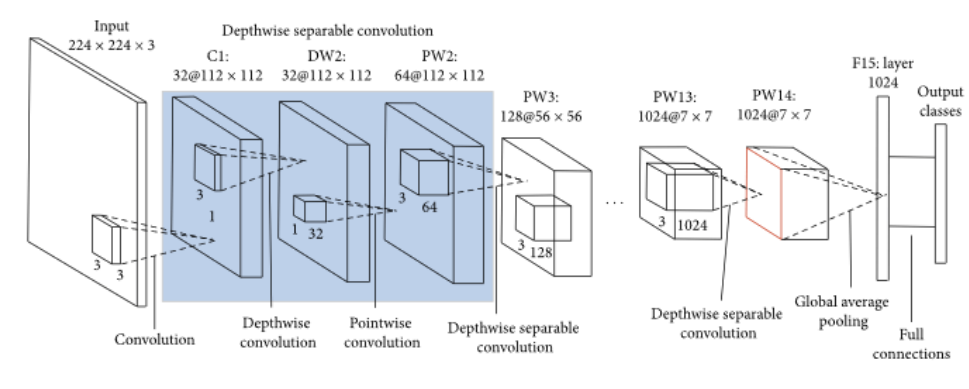 Input
224 × 224 × 3
Depthwise separable convolution
C1:
32@112 × 112
DW2:
32@112 × 112
PW2:
64@112 × 112
PW3:
128@56 × 56
PW13:
1024@7 × 7
PW14:
1024@7 × 7
F15: layer
1024
Output
classes
3
3
3
1
1
32
3
64
3
128
...
3
1024
Convolution
Depthwise
convolution
Pointwise
convolution
Depthwise separable
convolution
Depthwise separable
convolution
Global average
pooling
Full
connections